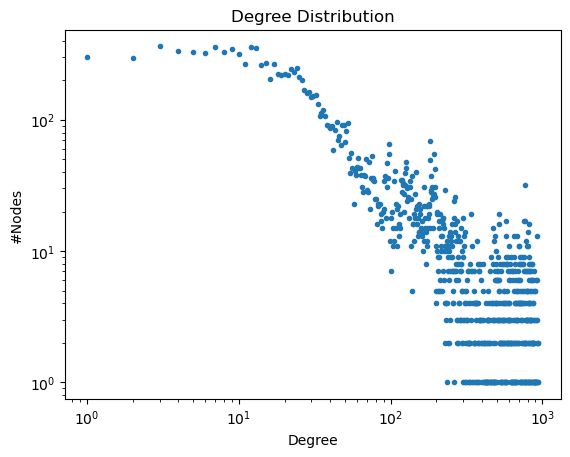 Degree Distribution
#Nodes
10²
10¹
10⁰
10⁰ 10¹ 10² 10³
Degree